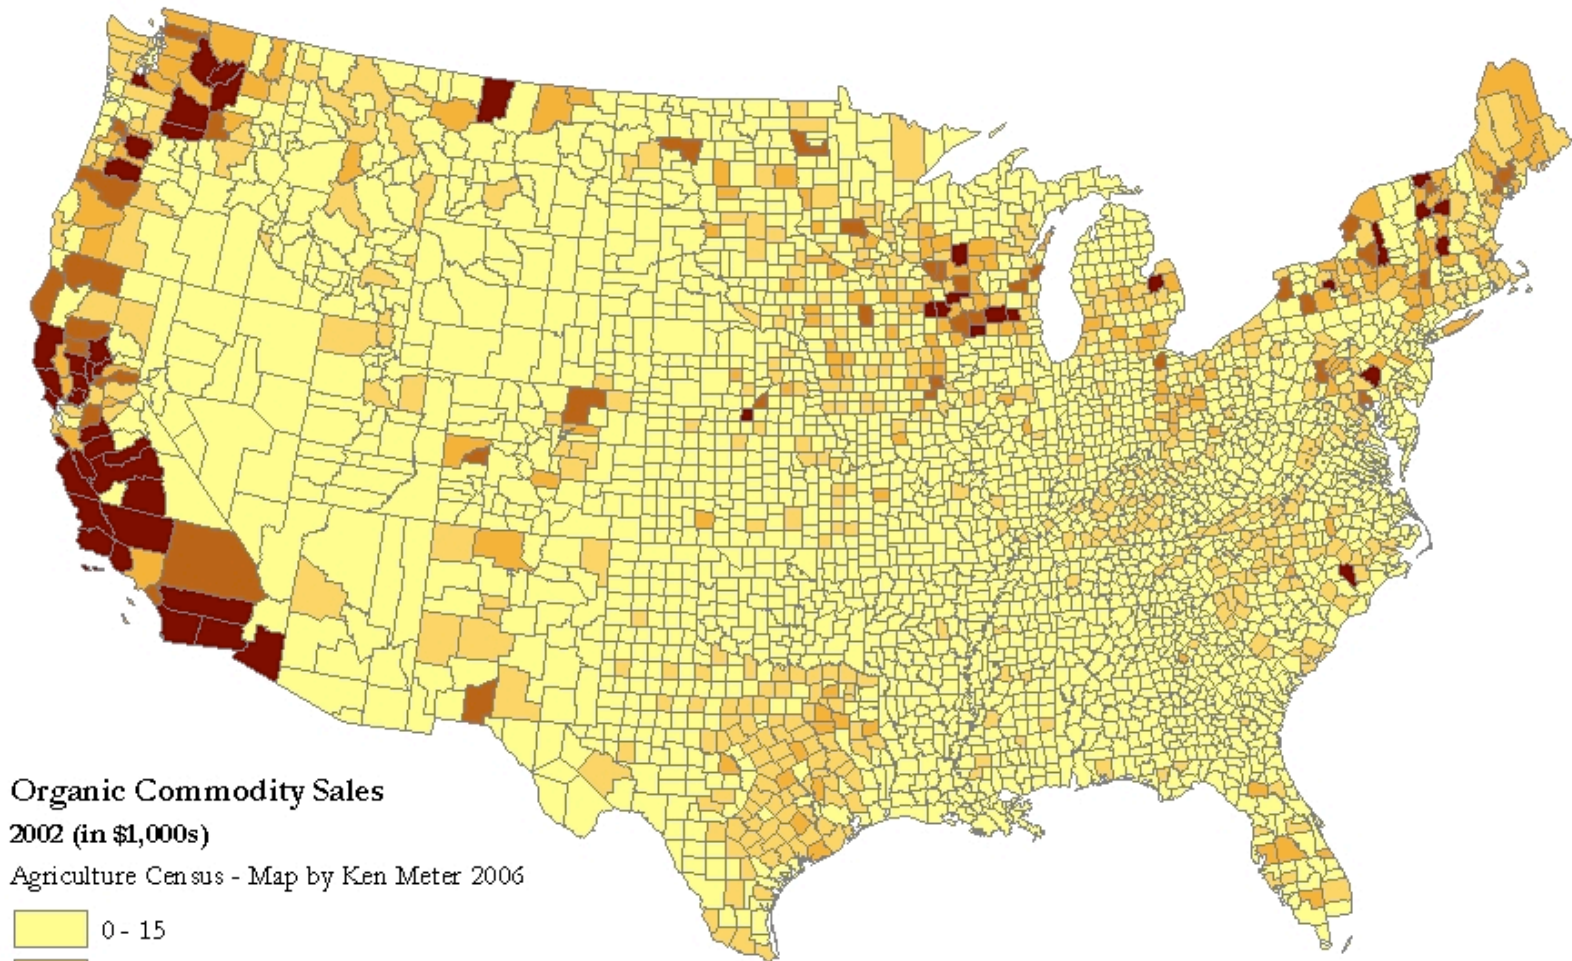 Organic Commodity Sales
2002 (in $1,000s)
Agriculture Census - Map by Ken Meter 2006
0 - 15